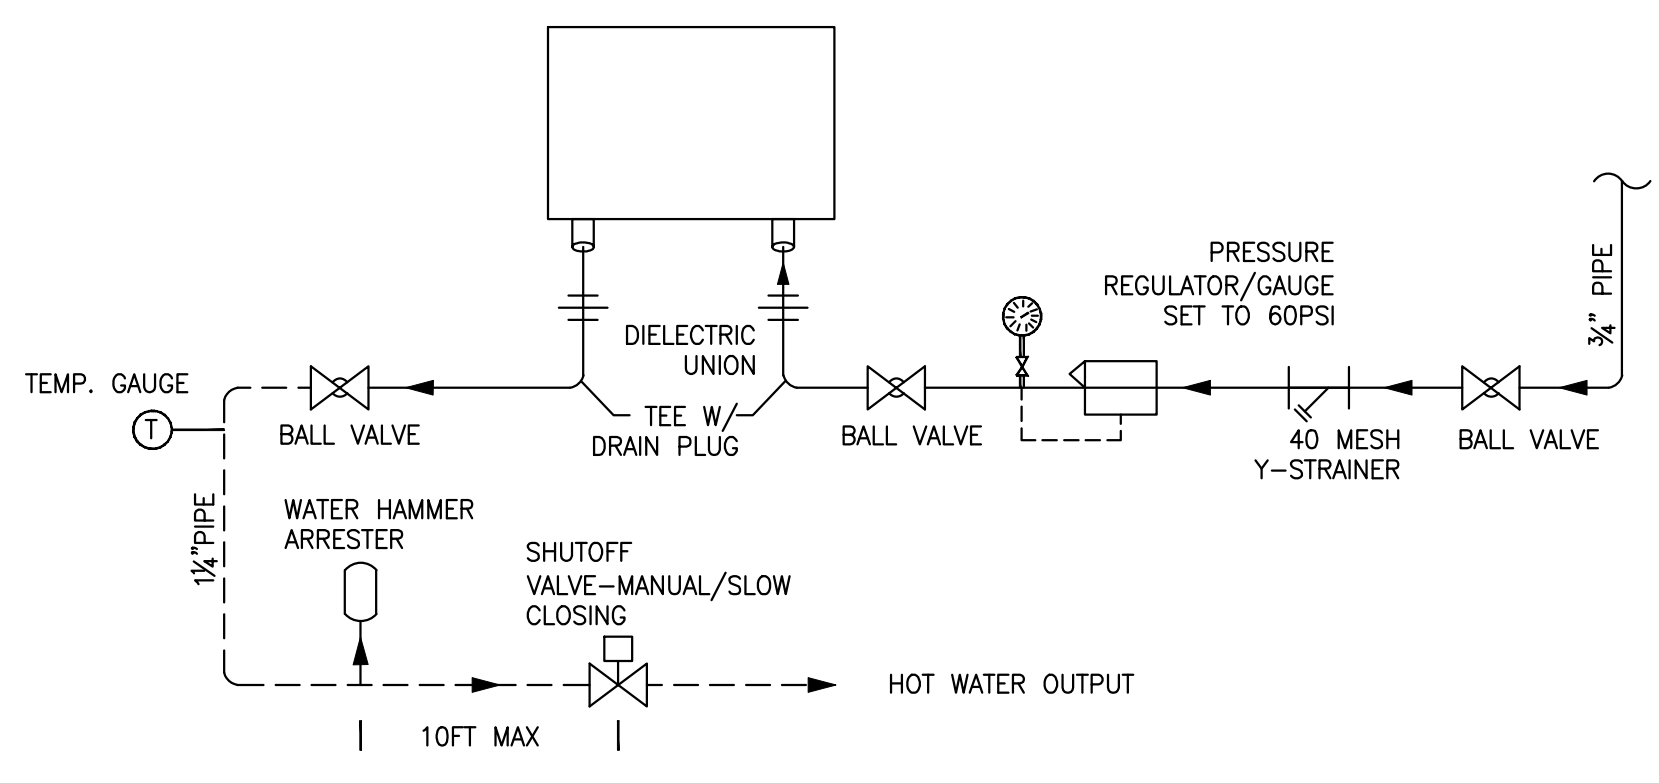 PRESSURE
REGULATOR/GAUGE
SET TO 60PSI
¾" PIPE
DIELECTRIC
UNION
TEMP. GAUGE
T
BALL VALVE
TEE W/
DRAIN PLUG
BALL VALVE
40 MESH
Y-STRAINER
BALL VALVE
1¼"PIPE
WATER HAMMER
ARRESTER
SHUTOFF
VALVE-MANUAL/SLOW
CLOSING
HOT WATER OUTPUT
10FT MAX